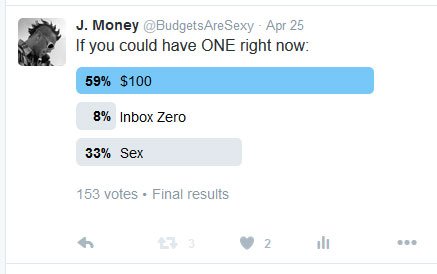 J. Money @BudgetsAreSexy · Apr 25
If you could have ONE right now:
59% $100
8% Inbox Zero
33% Sex
153 votes • Final results
3 2